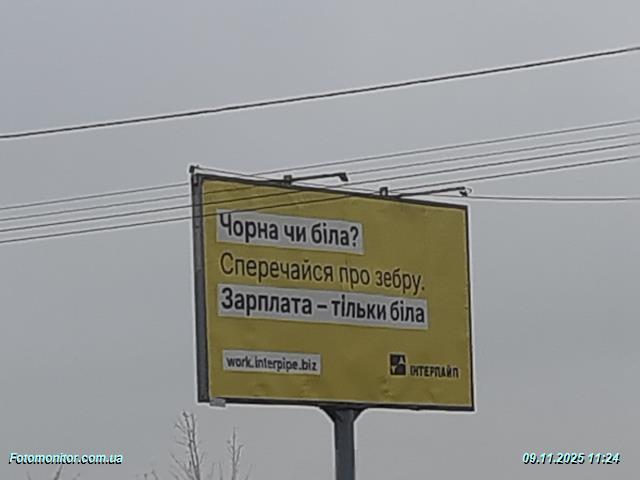 Чорна чи біла?
Сперечайся про зебру.
Зарплата – тільки біла
work.interpipe.biz
ІНТЕРПАЙП
Fotomonitor.com.ua
09.11.2025 11:24